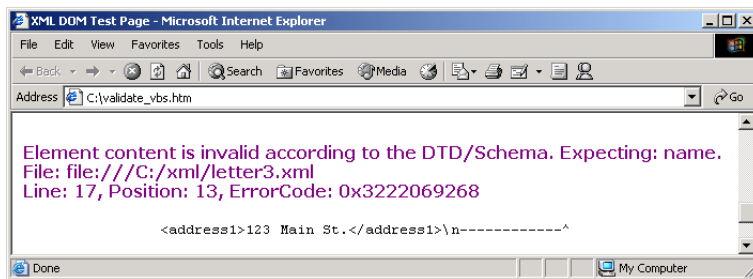 XML DOM Test Page - Microsoft Internet Explorer
File Edit View Favorites Tools Help
Back Search Favorites Media
Address C:\validate_vbs.htm Go
Element content is invalid according to the DTD/Schema. Expecting: name.
File: file:///C:/xml/letter3.xml
Line: 17, Position: 13, ErrorCode: 0x3222069268
<address1>123 Main St.</address1>\n------------^
Done My Computer